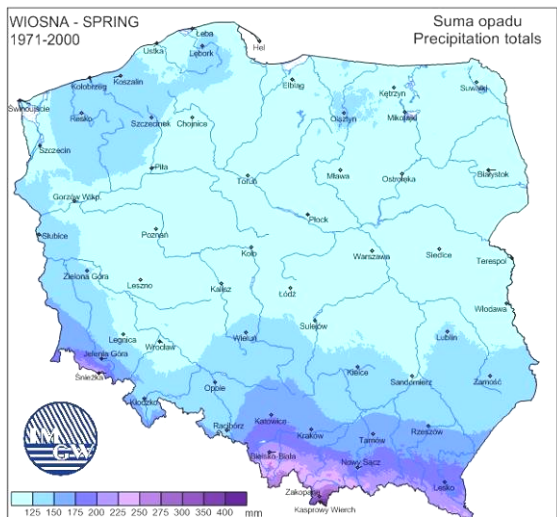 WIOSNA - SPRING
1971-2000
Suma opadu
Precipitation totals
Łeba
Hel
Ustka
Lębork
Koszalin
Kołobrzeg
Elbląg
Kętrzyn
Suwałki
Świnoujście
Resko
Szczecinek
Chojnice
Olsztyn
Mikołajki
Szczecin
Piła
Toruń
Mława
Ostrołęka
Białystok
Gorzów Wlkp.
Płock
Słubice
Poznań
Koło
Warszawa
Siedlce
Terespol
Zielona Góra
Leszno
Kalisz
Łódź
Włodawa
Sulejów
Legnica
Wrocław
Wieluń
Lublin
Jelenia Góra
Śnieżka
Kielce
Sandomierz
Zamość
Opole
Kłodzko
Racibórz
Katowice
Kraków
Tarnów
Rzeszów
Bielsko-Biała
Nowy Sącz
Lesko
Zakopane
Kasprowy Wierch
IM
GW
125 150 175 200 225 250 300 350 400 mm